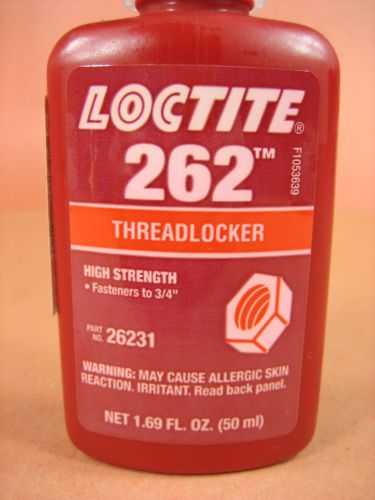 LOCTITE®
262™
THREADLOCKER
HIGH STRENGTH
• Fasteners to 3/4"
PART
NO. 26231
WARNING: MAY CAUSE ALLERGIC SKIN
REACTION. IRRITANT. Read back panel.
NET 1.69 FL. OZ. (50 ml)
F1053639